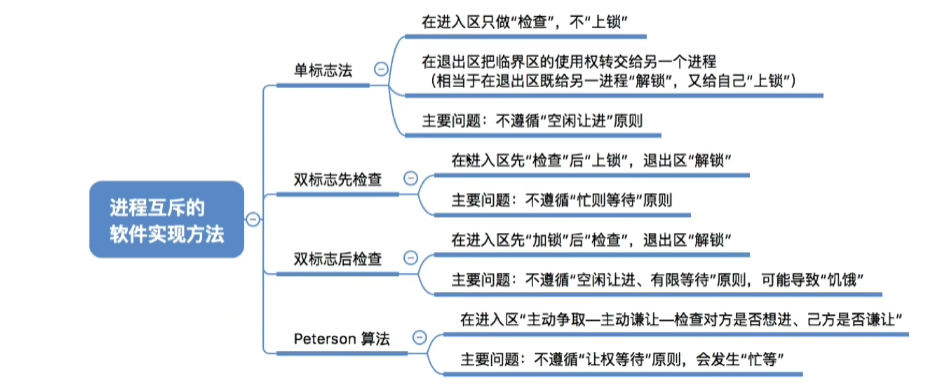 在进入区只做“检查”，不“上锁”
在退出区把临界区的使用权转交给另一个进程
（相当于在退出区既给另一进程“解锁”，又给自己“上锁”）
单标志法
主要问题：不遵循“空闲让进”原则
在进入区先“检查”后“上锁”，退出区“解锁”
双标志先检查
主要问题：不遵循“忙则等待”原则
进程互斥的
软件实现方法
在进入区先“加锁”后“检查”，退出区“解锁”
双标志后检查
主要问题：不遵循“空闲让进、有限等待”原则，可能导致“饥饿”
在进入区“主动争取—主动谦让—检查对方是否想进、己方是否谦让”
Peterson 算法
主要问题：不遵循“让权等待”原则，会发生“忙等”